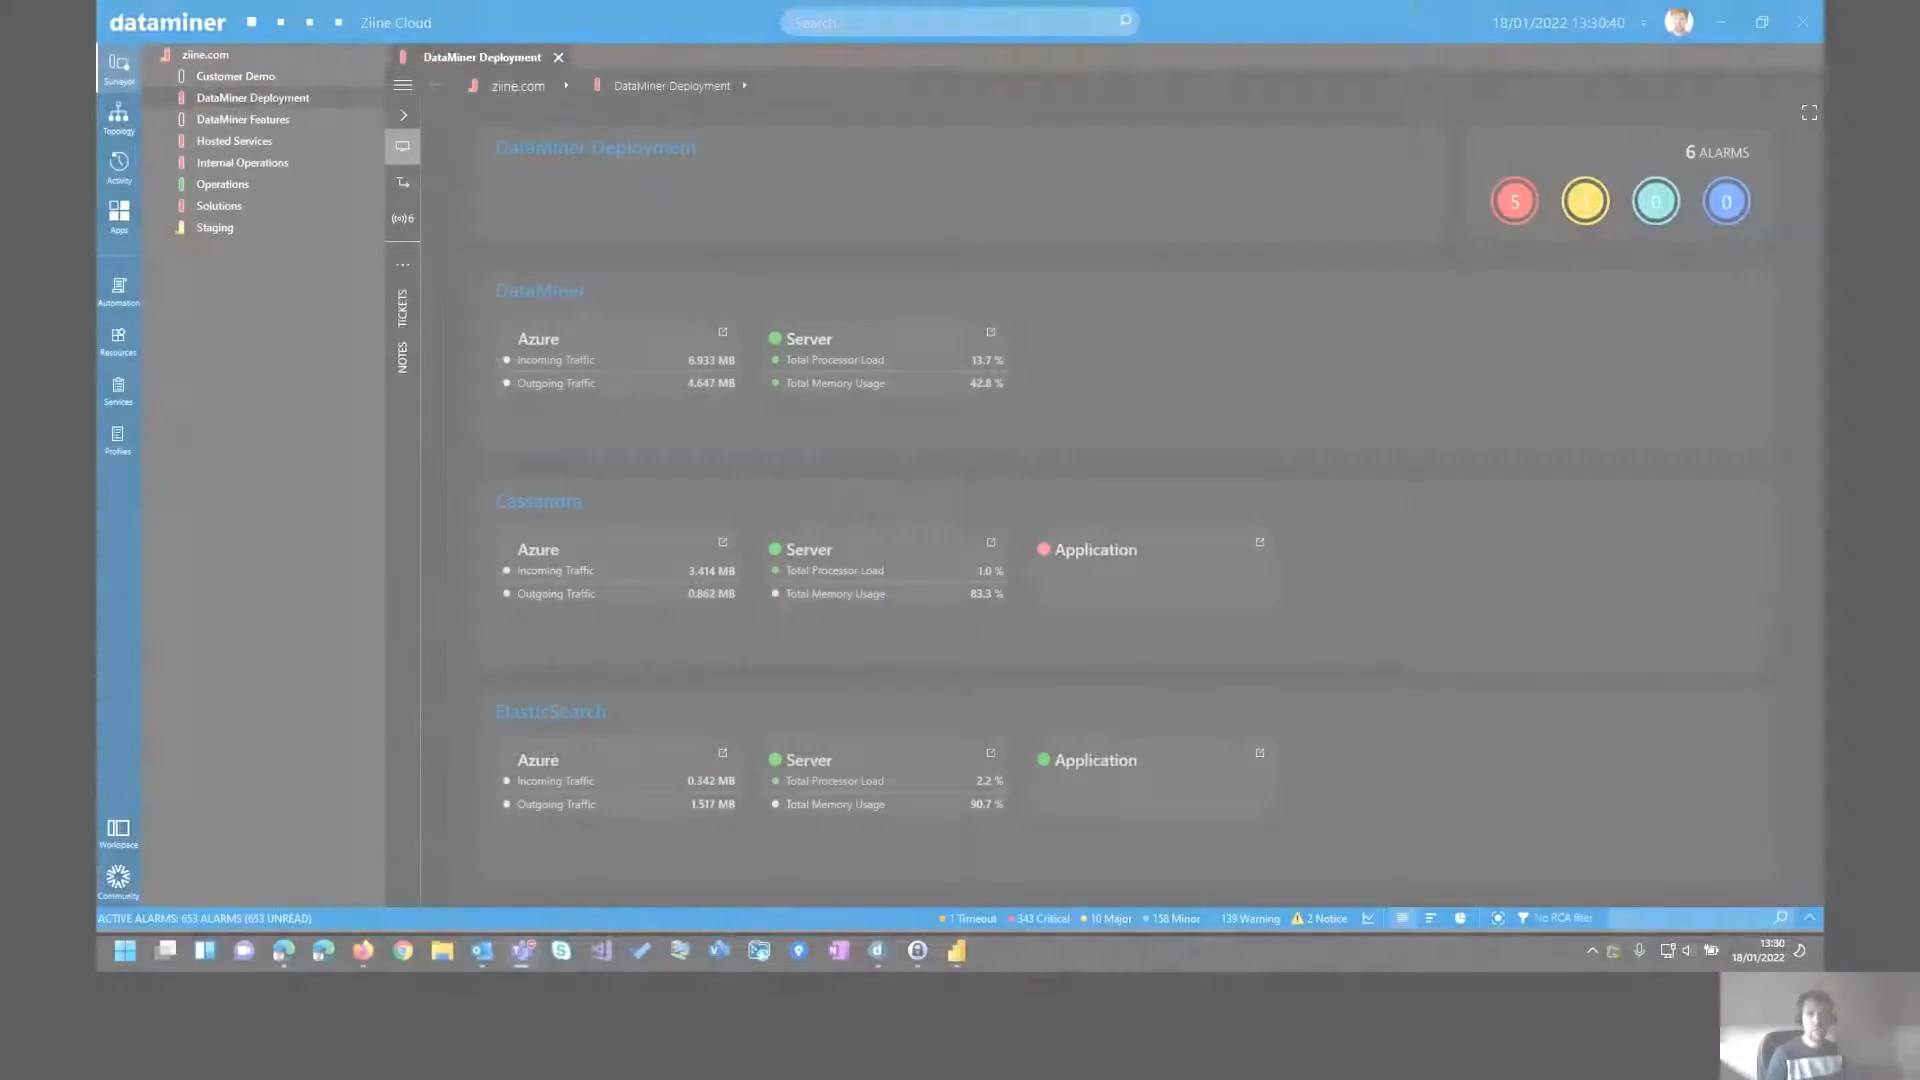 dataminer
Ziine Cloud
Search...
18/01/2022 13:30:40
Surveyor
Topology
Activity
Apps
Automation
Resources
Services
Profiles
Workspace
Community
ziine.com
Customer Demo
DataMiner Deployment
DataMiner Features
Hosted Services
Internal Operations
Operations
Solutions
Staging
DataMiner Deployment
ziine.com
DataMiner Deployment
6
TICKETS
NOTES
Dataminer Deployment
6 ALARMS
5 1 0 0
DataMiner
Azure
Incoming Traffic 6.933 MB
Outgoing Traffic 4.647 MB
Server
Total Processor Load 13.7 %
Total Memory Usage 42.8 %
Cassandra
Azure
Incoming Traffic 3.414 MB
Outgoing Traffic 0.862 MB
Server
Total Processor Load 1.0 %
Total Memory Usage 83.3 %
Application
ElasticSearch
Azure
Incoming Traffic 0.342 MB
Outgoing Traffic 1.517 MB
Server
Total Processor Load 2.2 %
Total Memory Usage 90.7 %
Application
ACTIVE ALARMS: 653 ALARMS (653 UNREAD)
1 Timeout 343 Critical 10 Major 158 Minor 139 Warning 2 Notice
No RCA filter
13:30
18/01/2022